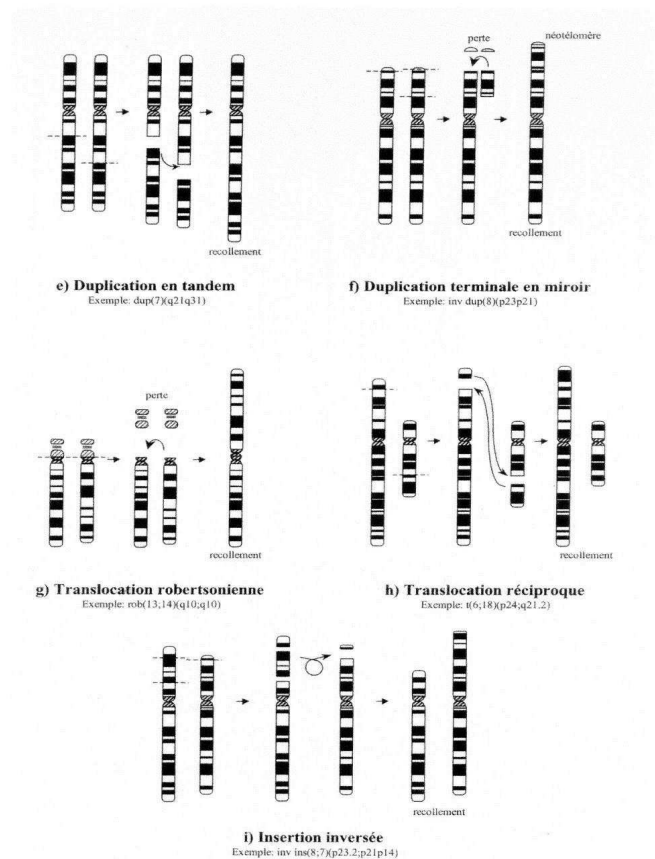 perte
néotélomère
recollement
recollement
e) Duplication en tandem
Exemple: dup(7)(q21q31)
f) Duplication terminale en miroir
Exemple: inv dup(8)(p23p21)
perte
recollement
recollement
g) Translocation robertsonienne
Exemple: rob(13;14)(q10;q10)
h) Translocation réciproque
Exemple: t(6;18)(p24;q21.2)
recollement
i) Insertion inversée
Exemple: inv ins(8;7)(p23.2;p21p14)